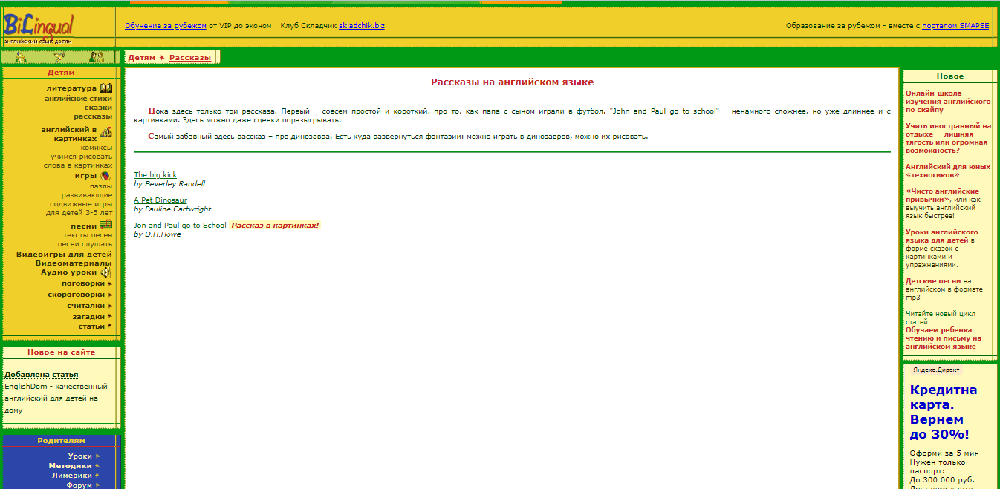 BiLingual
английский язык детям
Обучение за рубежом от VIP до эконом Клуб Складчик skladchik.biz
Образование за рубежом - вместе с порталом SMAPSE
Детям ✶ Рассказы
Детям
литература
английские стихи
сказки
рассказы
английский в
картинках
комиксы
учимся рисовать
слова в картинках
игры
пазлы
развивающие
подвижные игры
для детей 3-5 лет
песни
тексты песен
песни слушать
Видеоигры для детей
Видеоматериалы
Аудио уроки
поговорки
скороговорки
считалки
загадки
статьи
Новое на сайте
Добавлена статья
EnglishDom - качественный
английский для детей на
дому
Родителям
Уроки
Методики
Лимерики
Форум
Рассказы на английском языке
Пока здесь только три рассказа. Первый – совсем простой и короткий, про то, как папа с сыном играли в футбол. "John and Paul go to school" – ненамного сложнее, но уже длиннее и с
картинками. Здесь можно даже сценки поразыгрывать.
Самый забавный здесь рассказ – про динозавра. Есть куда развернуться фантазии: можно играть в динозавров, можно их рисовать.
The big kick
by Beverley Randell
A Pet Dinosaur
by Pauline Cartwright
Jon and Paul go to School Рассказ в картинках!
by D.H.Howe
Новое
Онлайн-школа
изучения английского
по скайпу
Учить иностранный на
отдыхе — лишняя
тягость или огромная
возможность?
Английский для юных
«техногиков»
«Чисто английские
привычки», или как
выучить английский
язык быстрее!
Уроки английского
языка для детей в
форме сказок с
картинками и
упражнениями.
Детские песни на
английском в формате
mp3
Читайте новый цикл
статей
Обучаем ребенка
чтению и письму на
английском языке
Яндекс.Директ
Кредитна
карта.
Вернем
до 30%!
Оформи за 5 мин
Нужен только
паспорт:
До 300 000 руб.
Доставим карту